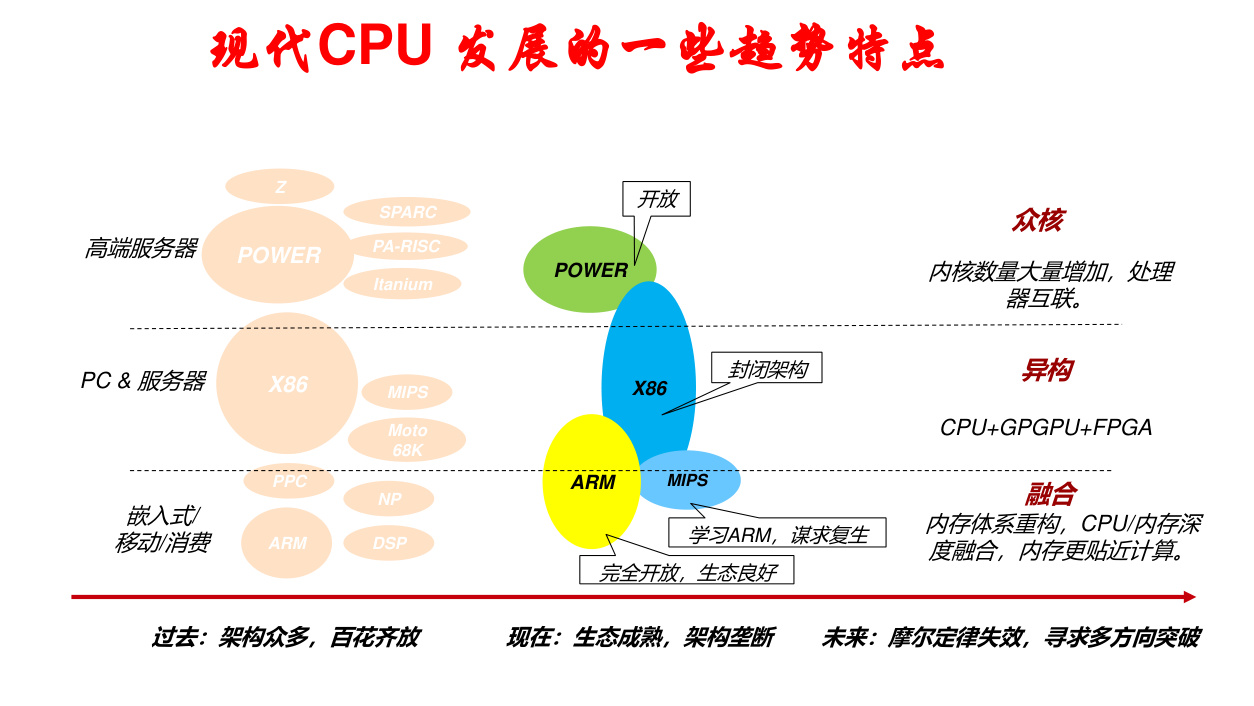 现代CPU 发展的一些趋势特点
高端服务器
Z
POWER
SPARC
PA-RISC
Itanium
PC & 服务器
X86
MIPS
Moto
68K
嵌入式/
移动/消费
PPC
NP
ARM
DSP
开放
POWER
封闭架构
X86
ARM
MIPS
学习ARM，谋求复生
完全开放，生态良好
众核
内核数量大量增加，处理
器互联。
异构
CPU+GPGPU+FPGA
融合
内存体系重构，CPU/内存深
度融合，内存更贴近计算。
过去：架构众多，百花齐放
现在：生态成熟，架构垄断
未来：摩尔定律失效，寻求多方向突破